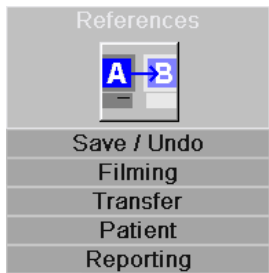 References
A B
Save / Undo
Filming
Transfer
Patient
Reporting